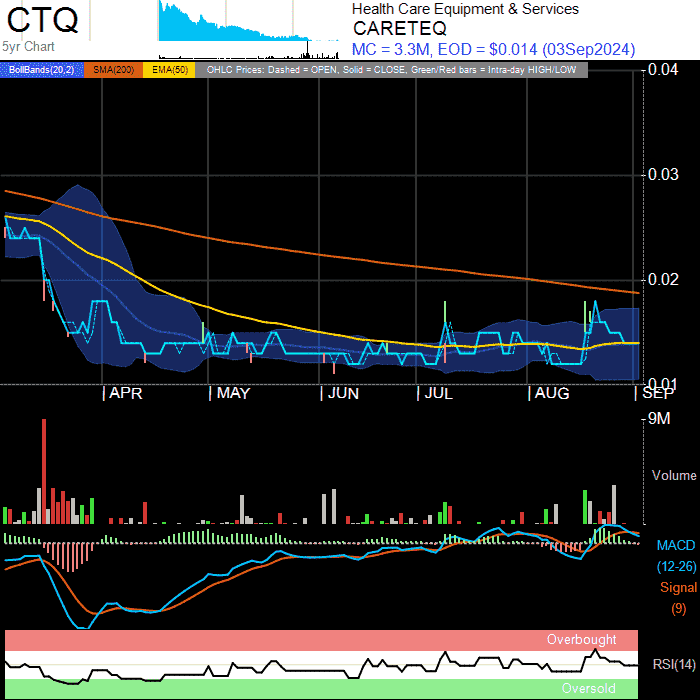 CTQ
5yr Chart
Health Care Equipment & Services
CARETEQ
MC = 3.3M, EOD = $0.014 (03Sep2024)
BollBands(20,2) SMA(200) EMA(50) OHLC Prices: Dashed = OPEN, Solid = CLOSE, Green/Red bars = Intra-day HIGH/LOW
0.04
0.03
0.02
0.01
APR MAY JUN JUL AUG SEP
9M
Volume
MACD
(12-26)
Signal
(9)
Overbought
RSI(14)
Oversold